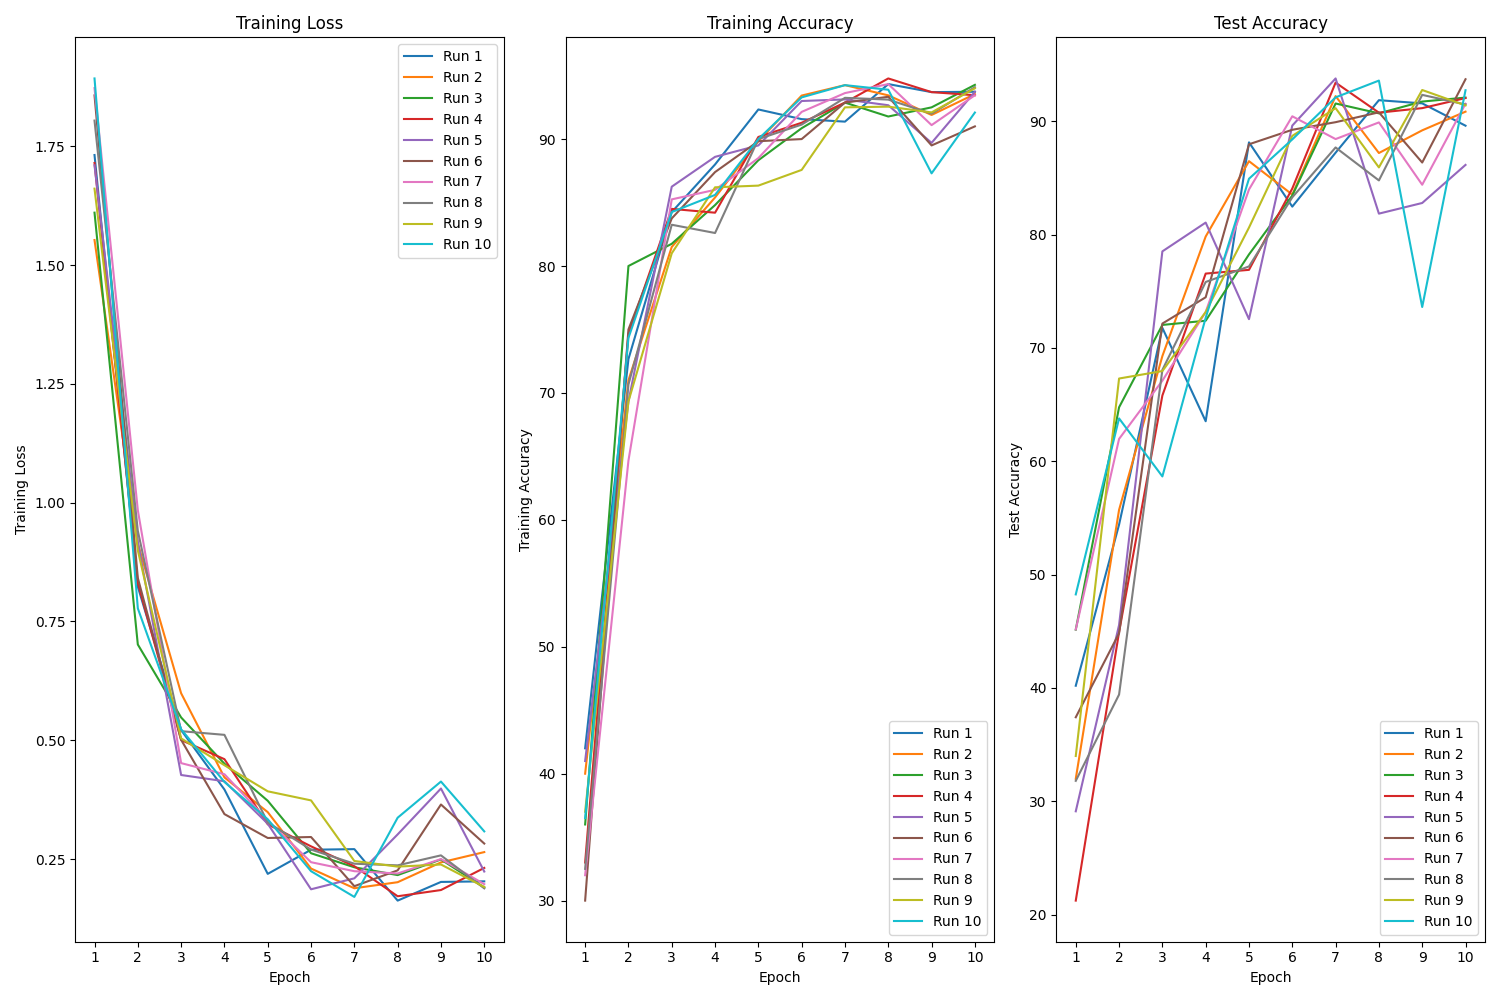 Training Loss
Training Loss
1.75
1.50
1.25
1.00
0.75
0.50
0.25
1 2 3 4 5 6 7 8 9 10
Epoch
Run 1
Run 2
Run 3
Run 4
Run 5
Run 6
Run 7
Run 8
Run 9
Run 10
Training Accuracy
Training Accuracy
90
80
70
60
50
40
30
1 2 3 4 5 6 7 8 9 10
Epoch
Run 1
Run 2
Run 3
Run 4
Run 5
Run 6
Run 7
Run 8
Run 9
Run 10
Test Accuracy
Test Accuracy
90
80
70
60
50
40
30
20
1 2 3 4 5 6 7 8 9 10
Epoch
Run 1
Run 2
Run 3
Run 4
Run 5
Run 6
Run 7
Run 8
Run 9
Run 10